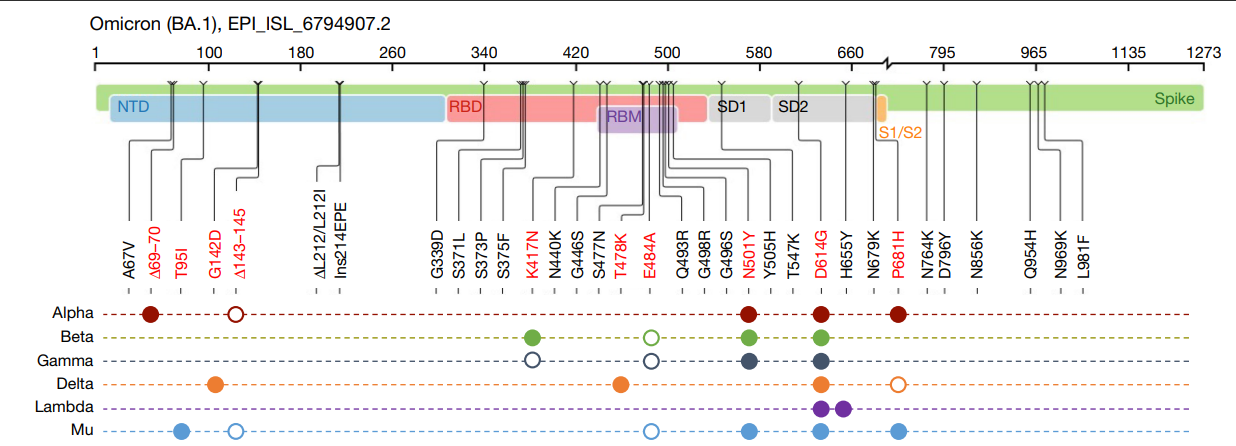 Omicron (BA.1), EPI_ISL_6794907.2
1 100 180 260 340 420 500 580 660 795 965 1135 1273
NTD RBD RBM SD1 SD2 S1/S2 Spike
A67V
Δ69–70
T95I
G142D
Δ143–145
ΔL212/L212I
Ins214EPE
G339D
S371L
S373P
S375F
K417N
N440K
G446S
S477N
T478K
E484A
Q493R
G498R
G496S
N501Y
Y505H
T547K
D614G
H655Y
N679K
P681H
N764K
D796Y
N856K
Q954H
N969K
L981F
Alpha
Beta
Gamma
Delta
Lambda
Mu